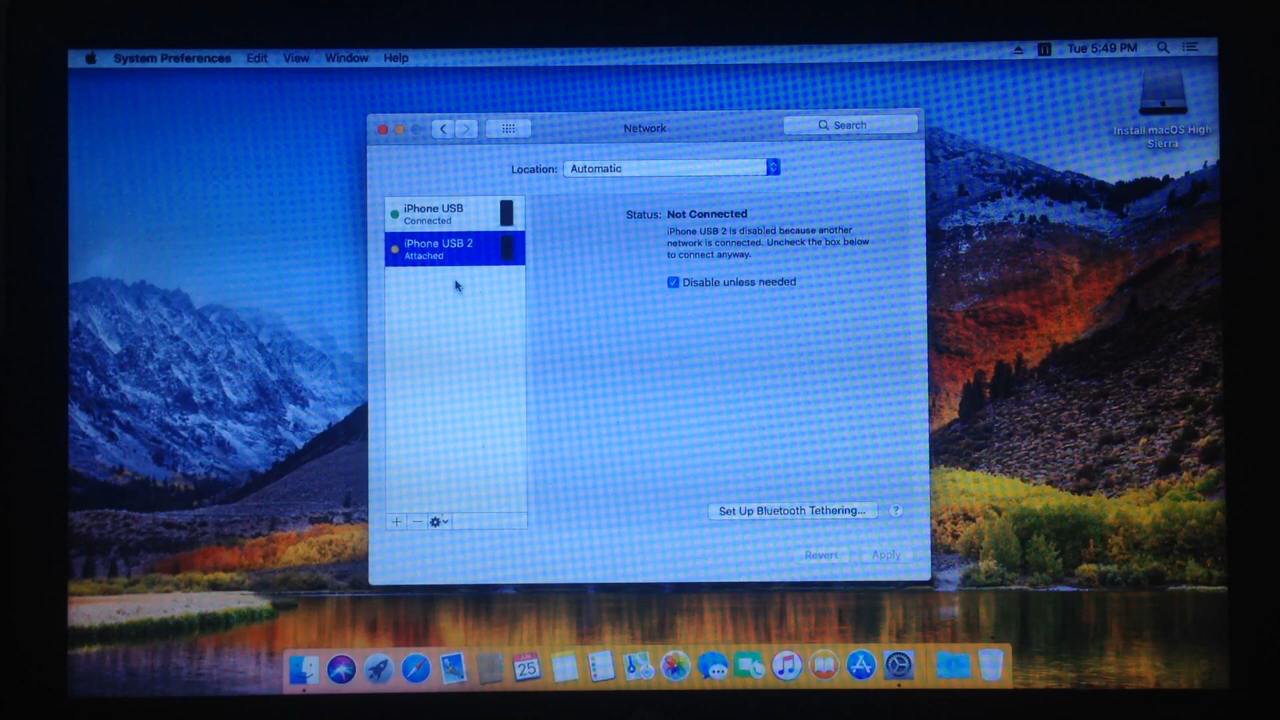 System Preferences Edit View Window Help
Tue 5:49 PM
Network
Search
Install macOS High
Sierra
Location: Automatic
iPhone USB
Connected
iPhone USB 2
Attached
Status: Not Connected
iPhone USB 2 is disabled because another
network is connected. Uncheck the box below
to connect anyway.
Disable unless needed
Set Up Bluetooth Tethering... ?
Revert Apply
25